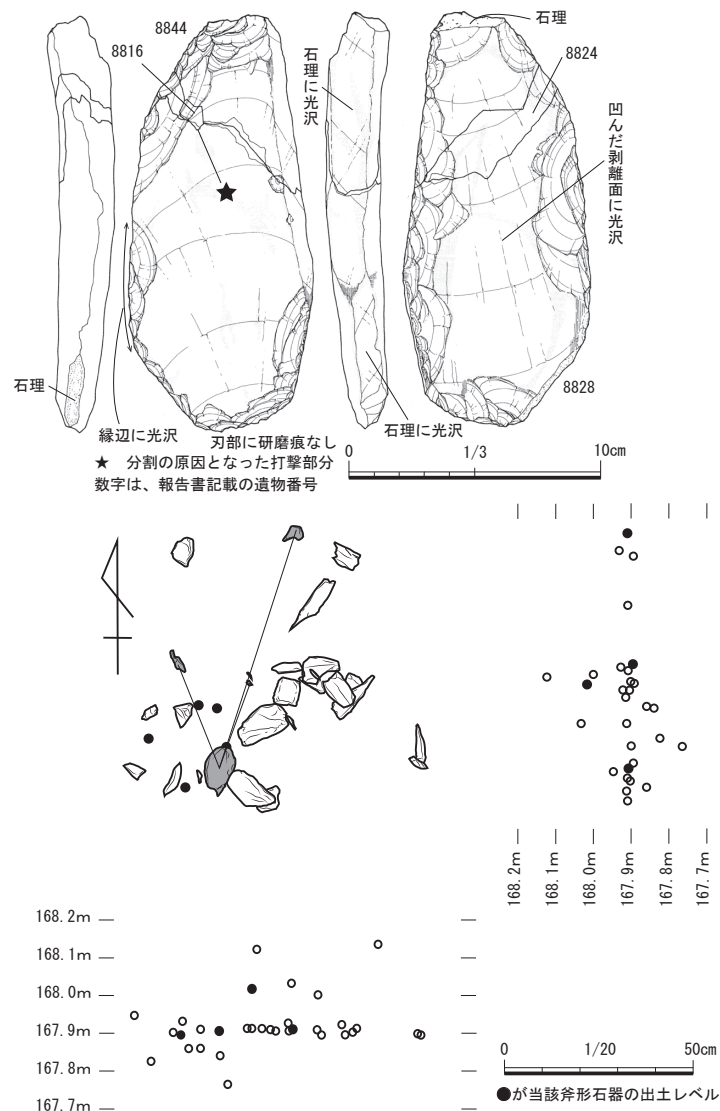 石理
8844
8816
8824
石理に光沢
凹んだ剥離面に光沢
★
石理
8828
縁辺に光沢
石理に光沢
刃部に研磨痕なし
★ 分割の原因となった打撃部分
数字は、報告書記載の遺物番号
0 1/3 10cm
168.2m
168.1m
168.0m
167.9m
167.8m
167.7m
168.2m
168.1m
168.0m
167.9m
167.8m
167.7m
0 1/20 50cm
●が当該斧形石器の出土レベル